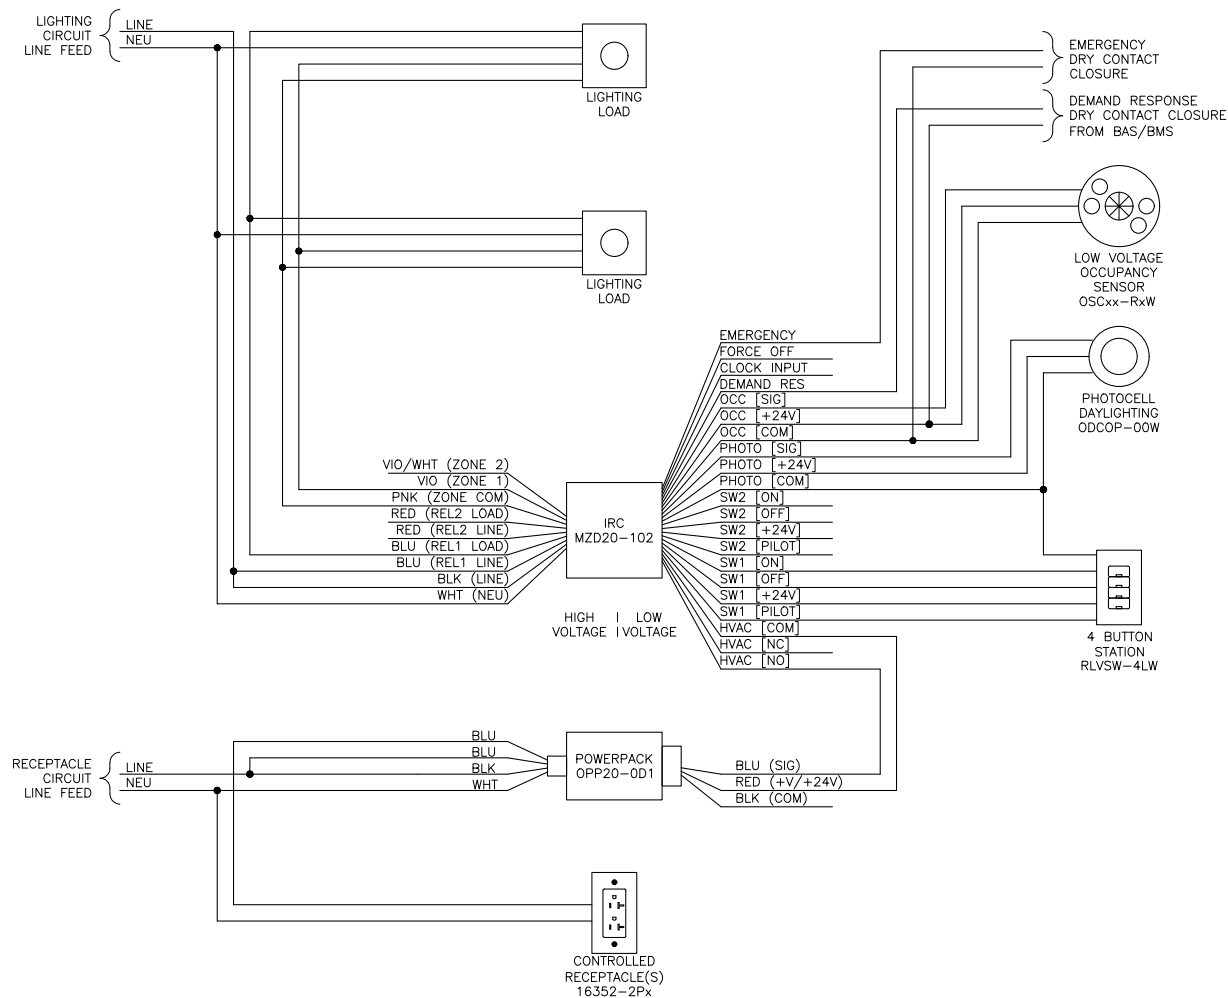 LIGHTING
CIRCUIT
LINE FEED
LINE
NEU
LIGHTING
LOAD
LIGHTING
LOAD
EMERGENCY
DRY CONTACT
CLOSURE
DEMAND RESPONSE
DRY CONTACT CLOSURE
FROM BAS/BMS
LOW VOLTAGE
OCCUPANCY
SENSOR
OSCxx-RxW
PHOTOCELL
DAYLIGHTING
ODCOP-00W
EMERGENCY
FORCE OFF
CLOCK INPUT
DEMAND RES
OCC [SIG]
OCC [+24V]
OCC [COM]
PHOTO [SIG]
PHOTO [+24V]
PHOTO [COM]
SW2 [ON]
SW2 [OFF]
SW2 [+24V]
SW2 [PILOT]
SW1 [ON]
SW1 [OFF]
SW1 [+24V]
SW1 [PILOT]
HVAC [COM]
HVAC [NC]
HVAC [NO]
VIO/WHT (ZONE 2)
VIO (ZONE 1)
PNK (ZONE COM)
RED (REL2 LOAD)
RED (REL2 LINE)
BLU (REL1 LOAD)
BLU (REL1 LINE)
BLK (LINE)
WHT (NEU)
IRC
MZD20-102
HIGH | LOW
VOLTAGE | VOLTAGE
4 BUTTON
STATION
RLVSW-4LW
RECEPTACLE
CIRCUIT
LINE FEED
LINE
NEU
BLU
BLU
BLK
WHT
POWERPACK
OPP20-0D1
BLU (SIG)
RED (+V/+24V)
BLK (COM)
CONTROLLED
RECEPTACLE(S)
16352-2Px